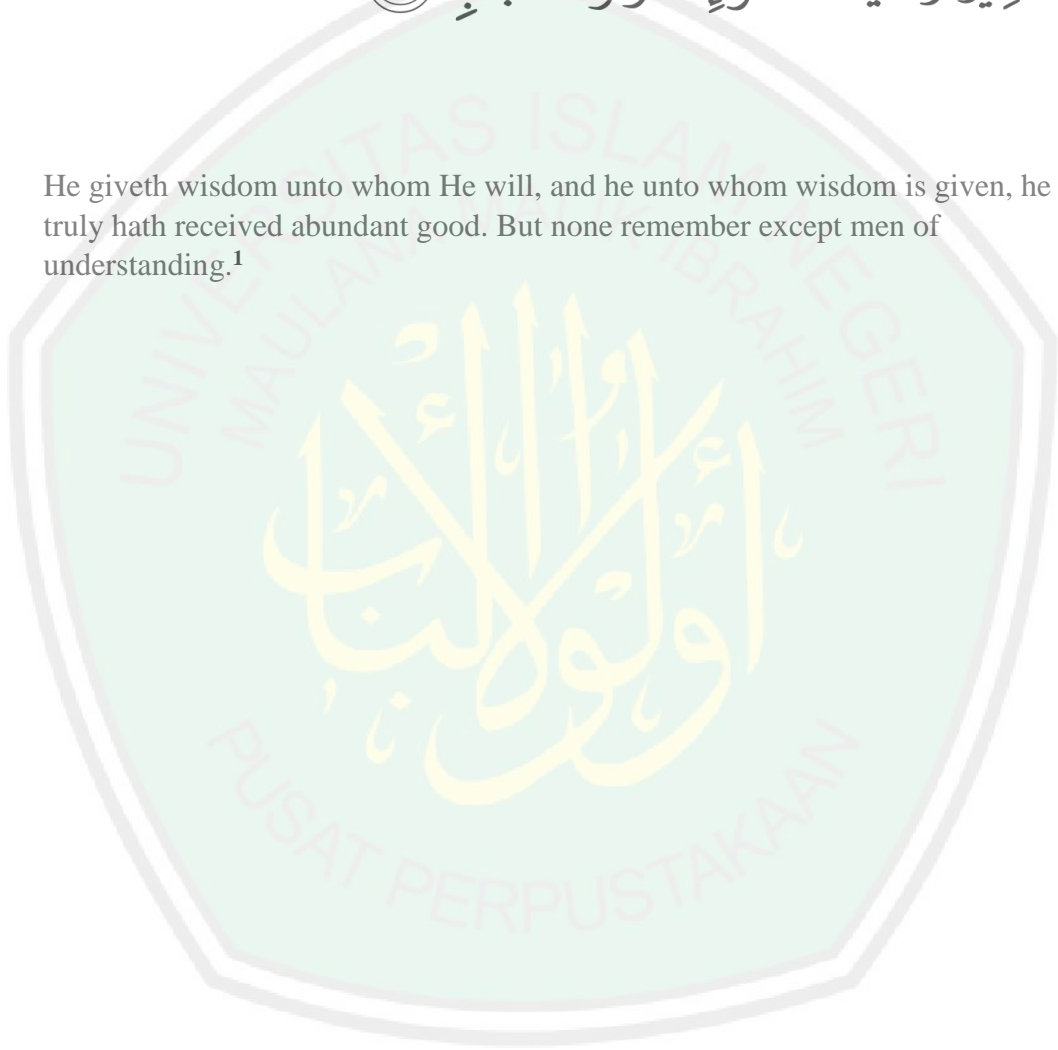 UNIVERSITAS ISLAM NEGERI
MAULANA MALIK IBRAHIM
He giveth wisdom unto whom He will, and he unto whom wisdom is given, he
truly hath received abundant good. But none remember except men of
understanding.¹
PUSAT PERPUSTAKAAN